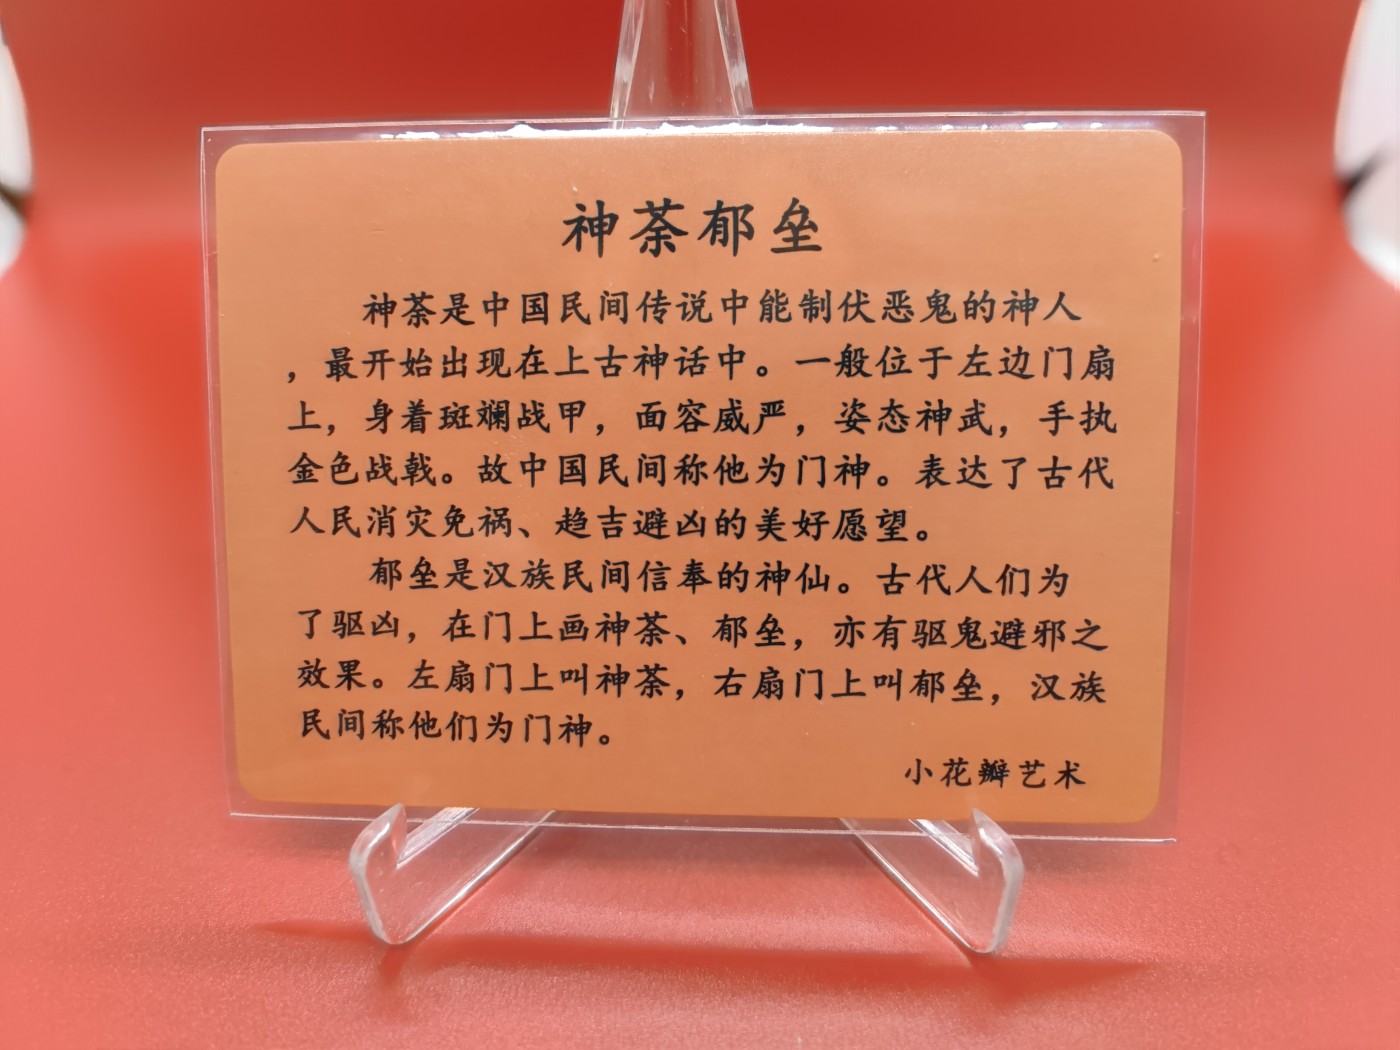 神荼郁垒
神荼是中国民间传说中能制伏恶鬼的神人
，最开始出现在上古神话中。一般位于左边门扇
上，身着斑斓战甲，面容威严，姿态神武，手执
金色战戟。故中国民间称他为门神。表达了古代
人民消灾免祸、趋吉避凶的美好愿望。
郁垒是汉族民间信奉的神仙。古代人们为
了驱凶，在门上画神荼、郁垒，亦有驱鬼避邪之
效果。左扇门上叫神荼，右扇门上叫郁垒，汉族
民间称他们为门神。
小花瓣艺术